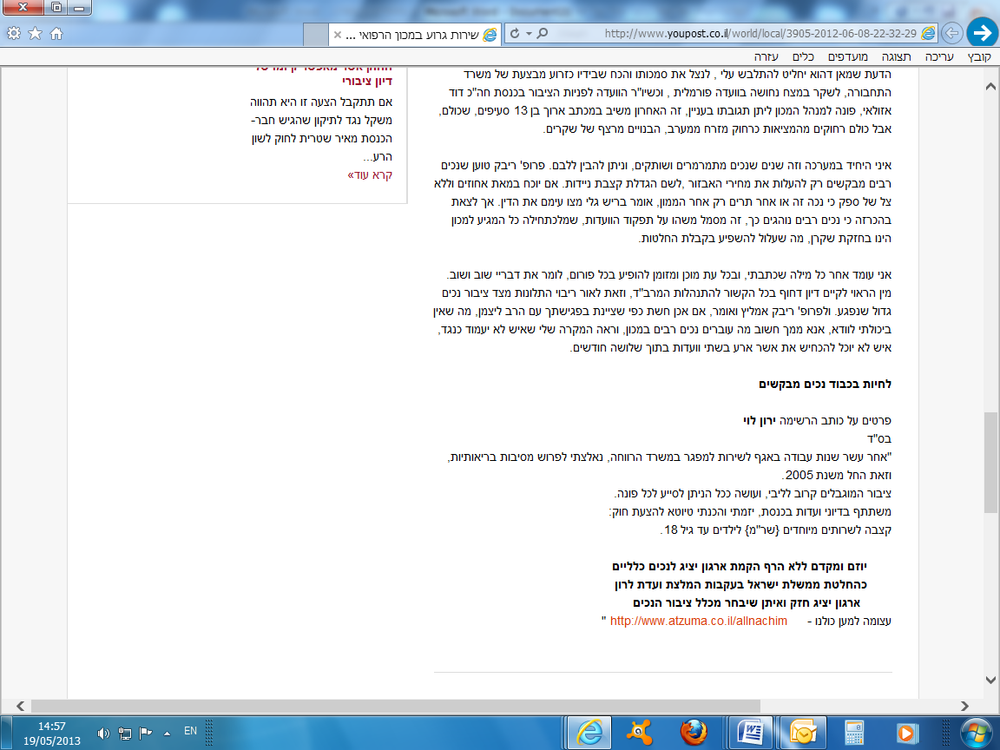 http://www.youpost.co.il/world/local/3905-2012-06-08-22-32-29
שירות גרוע במכון הרפואי ...
קובץ עריכה תצוגה מועדפים כלים עזרה
הדעת שמאן דהוא יחליט להתלבש עלי , לנצל את סמכותו והכח שבידיו כזרוע מבצעת של משרד
התחבורה, לשקר במצח נחושה בוועדה פורמלית , וכשיו"ר הוועדה לפניות הציבור בכנסת חה"כ דוד
אזולאי, פונה למנהל המכון ליתן תגובתו בעניין, זה האחרון משיב במכתב ארוך בן 13 סעיפים, שכולם,
אבל כולם רחוקים מהמציאות כרחוק מזרח ממערב, הבנויים מרצף של שקרים.
איני היחיד במערכה וזה שנים שנכים מתמרמרים ושותקים, וניתן להבין ללבם. פרופ' ריבק טוען שנכים
רבים מבקשים רק להעלות את מחירי האבזור ,לשם הגדלת קצבת ניידות. אם יוכח במאת אחוזים וללא
צל של ספק כי נכה זה או אחר תרים רק אחר הממון, אומר בריש גלי מצו עימם את הדין. אך לצאת
בהכרזה כי נכים רבים נוהגים כך, זה מסמל משהו על תפקוד הוועדות, שמלכתחילה כל המגיע למכון
הינו בחזקת שקרן, מה שעלול להשפיע בקבלת החלטות.
אני עומד אחר כל מילה שכתבתי, ובכל עת מוכן ומזומן להופיע בכל פורום, לומר את דבריי שוב ושוב.
מין הראוי לקיים דיון דחוף בכל הקשור להתנהלות המרב"ד, וזאת לאור ריבוי התלונות מצד ציבור נכים
גדול שנפגע. ולפרופ' ריבק אמליץ ואומר, אם אכן חשת כפי שציינת בפגישתך עם הרב ליצמן, מה שאין
ביכולתי לוודא, אנא ממך חשוב מה עוברים נכים רבים במכון, וראה המקרה שלי שאיש לא יעמוד כנגד,
איש לא יוכל להכחיש את אשר ארע בשתי וועדות בתוך שלושה חודשים.
לחיות בכבוד נכים מבקשים
פרטים על כותב הרשימה ירון לוי
בס"ד
"אחר עשר שנות עבודה באגף לשירות למפגר במשרד הרווחה, נאלצתי לפרוש מסיבות בריאותיות,
וזאת החל משנת 2005.
ציבור המוגבלים קרוב לליבי, ועושה ככל הניתן לסייע לכל פונה.
משתתף בדיוני ועדות בכנסת, יזמתי והכנתי טיוטא להצעת חוק:
קצבה לשרותים מיוחדים {שר"מ} לילדים עד גיל 18.
יוזם ומקדם ללא הרף הקמת ארגון יציג לנכים כלליים
כהחלטת ממשלת ישראל בעקבות המלצת ועדת לרון
ארגון יציג חזק ואיתן שיבחר מכלל ציבור הנכים
עצומה למען כולנו - http://www.atzuma.co.il/allnachim "
דיון ציבורי
אם תתקבל הצעה זו היא תהווה
משקל נגד לתיקון שהגיש חבר-
הכנסת מאיר שטרית לחוק לשון
הרע...
קרא עוד»
EN
14:57
19/05/2013